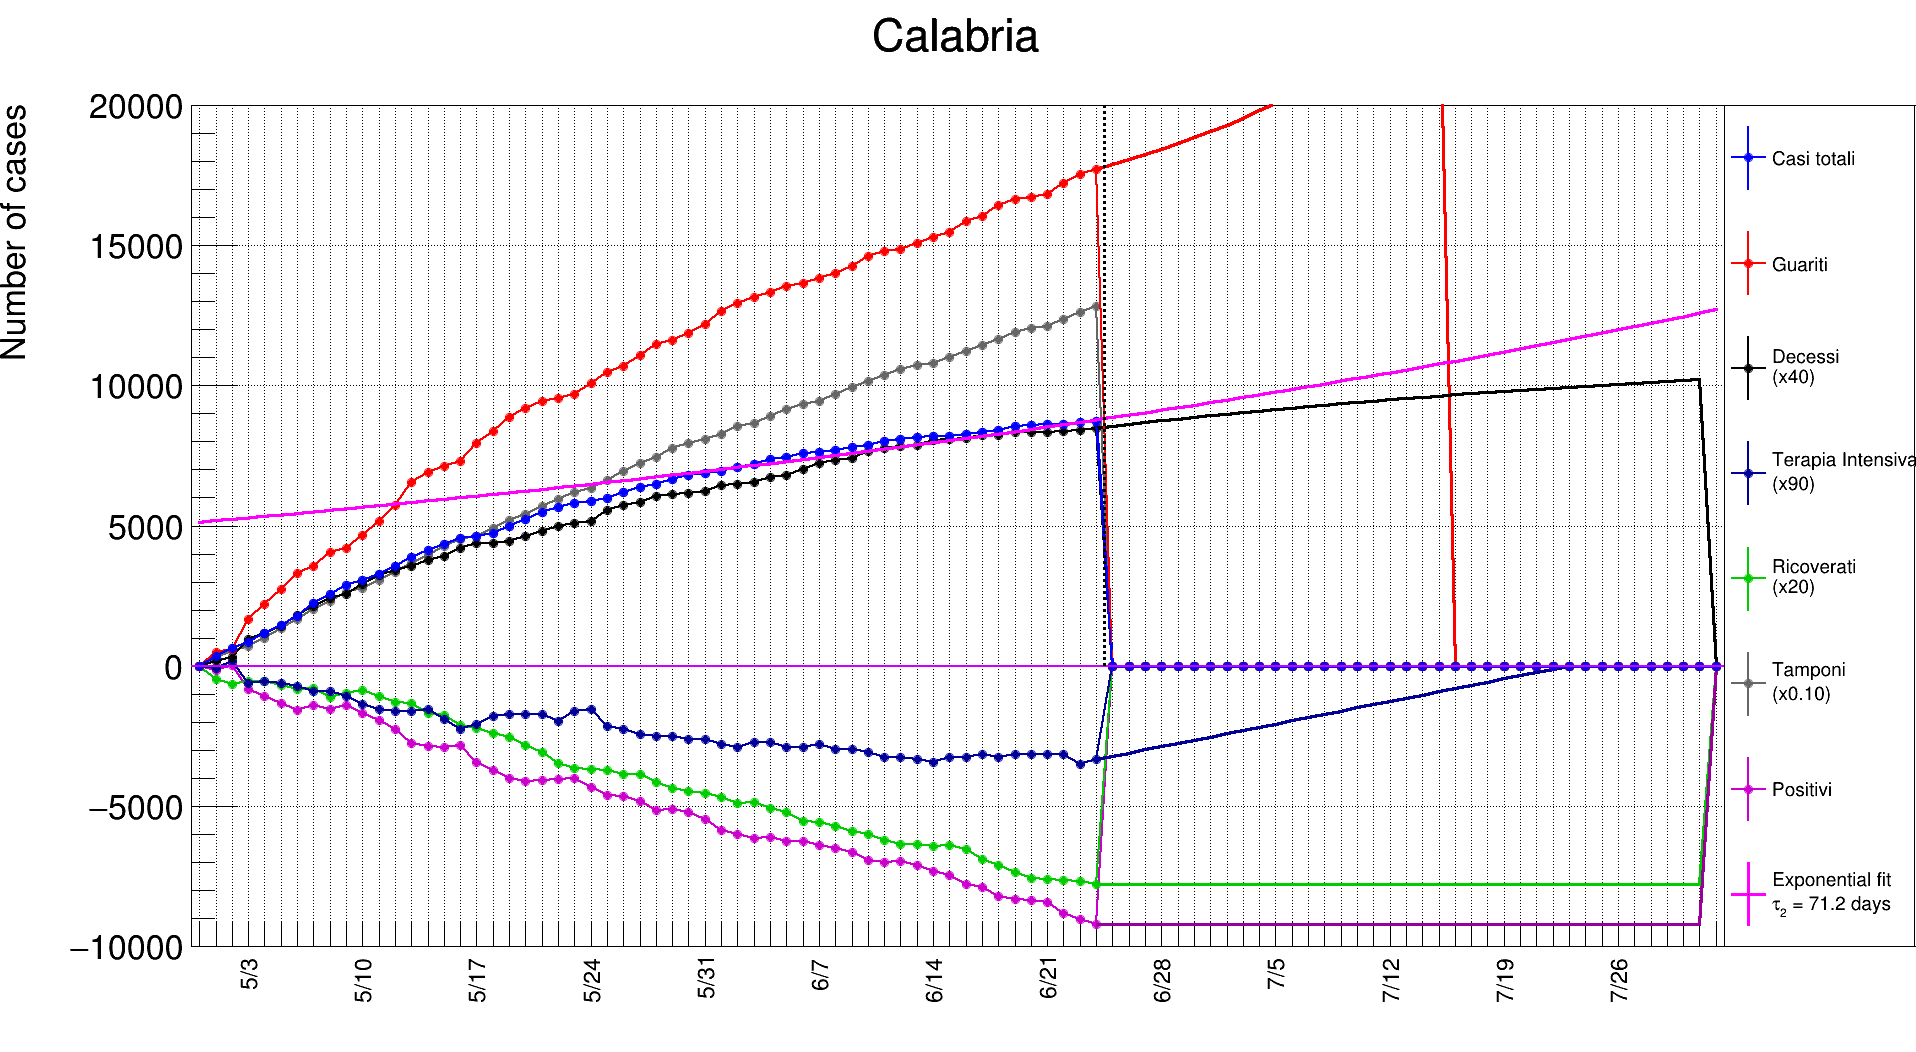 Calabria
Number of cases
20000
15000
10000
5000
0
−5000
−10000
5/3
5/10
5/17
5/24
5/31
6/7
6/14
6/21
6/28
7/5
7/12
7/19
7/26
Casi totali
Guariti
Decessi
(x40)
Terapia Intensiva
(x90)
Ricoverati
(x20)
Tamponi
(x0.10)
Positivi
Exponential fit
τ2 = 71.2 days